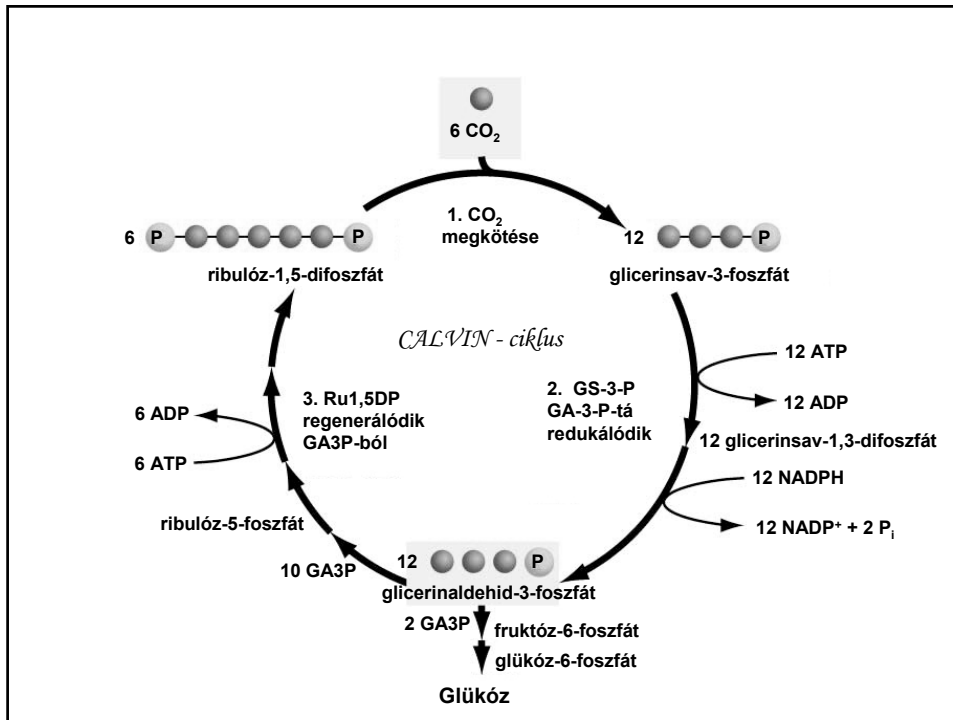 6 CO₂
1. CO₂
megkötése
6 P P
ribulóz-1,5-difoszfát
12 P
glicerinsav-3-foszfát
CALVIN - ciklus
12 ATP
12 ADP
2. GS-3-P
GA-3-P-tá
redukálódik
12 glicerinsav-1,3-difoszfát
12 NADPH
12 NADP⁺ + 2 Pᵢ
3. Ru1,5DP
regenerálódik
GA3P-ból
6 ADP
6 ATP
ribulóz-5-foszfát
10 GA3P
12 P
glicerinaldehid-3-foszfát
2 GA3P
fruktóz-6-foszfát
glükóz-6-foszfát
Glükóz